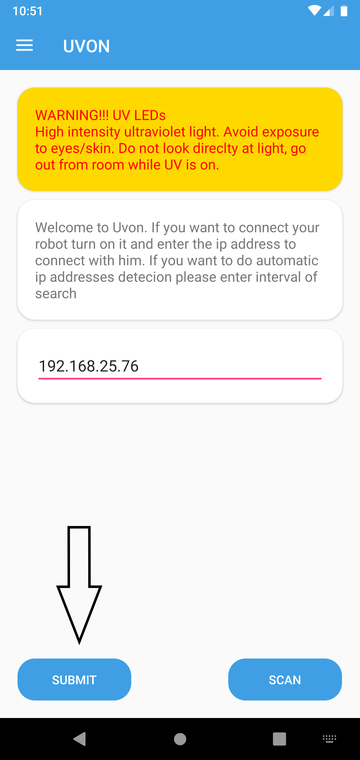 10:51
UVON
WARNING!!! UV LEDs
High intensity ultraviolet light. Avoid exposure
to eyes/skin. Do not look direclty at light, go
out from room while UV is on.
Welcome to Uvon. If you want to connect your
robot turn on it and enter the ip address to
connect with him. If you want to do automatic
ip addresses detecion please enter interval of
search
192.168.25.76
SUBMIT
SCAN